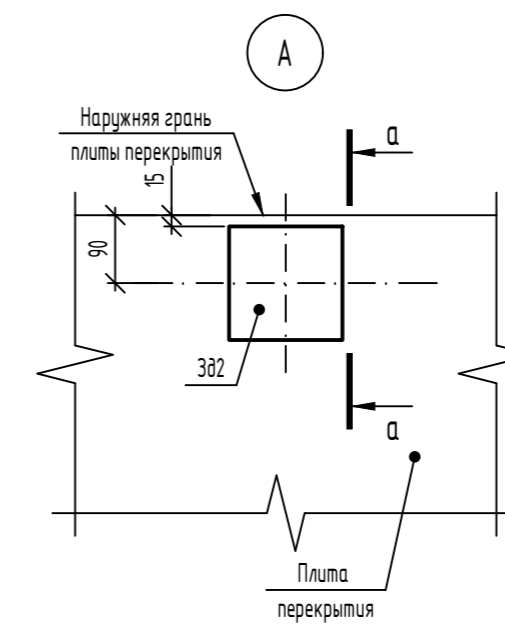 А
Наружняя грань
плиты перекрытия
а
15
90
Зд2
а
Плита
перекрытия